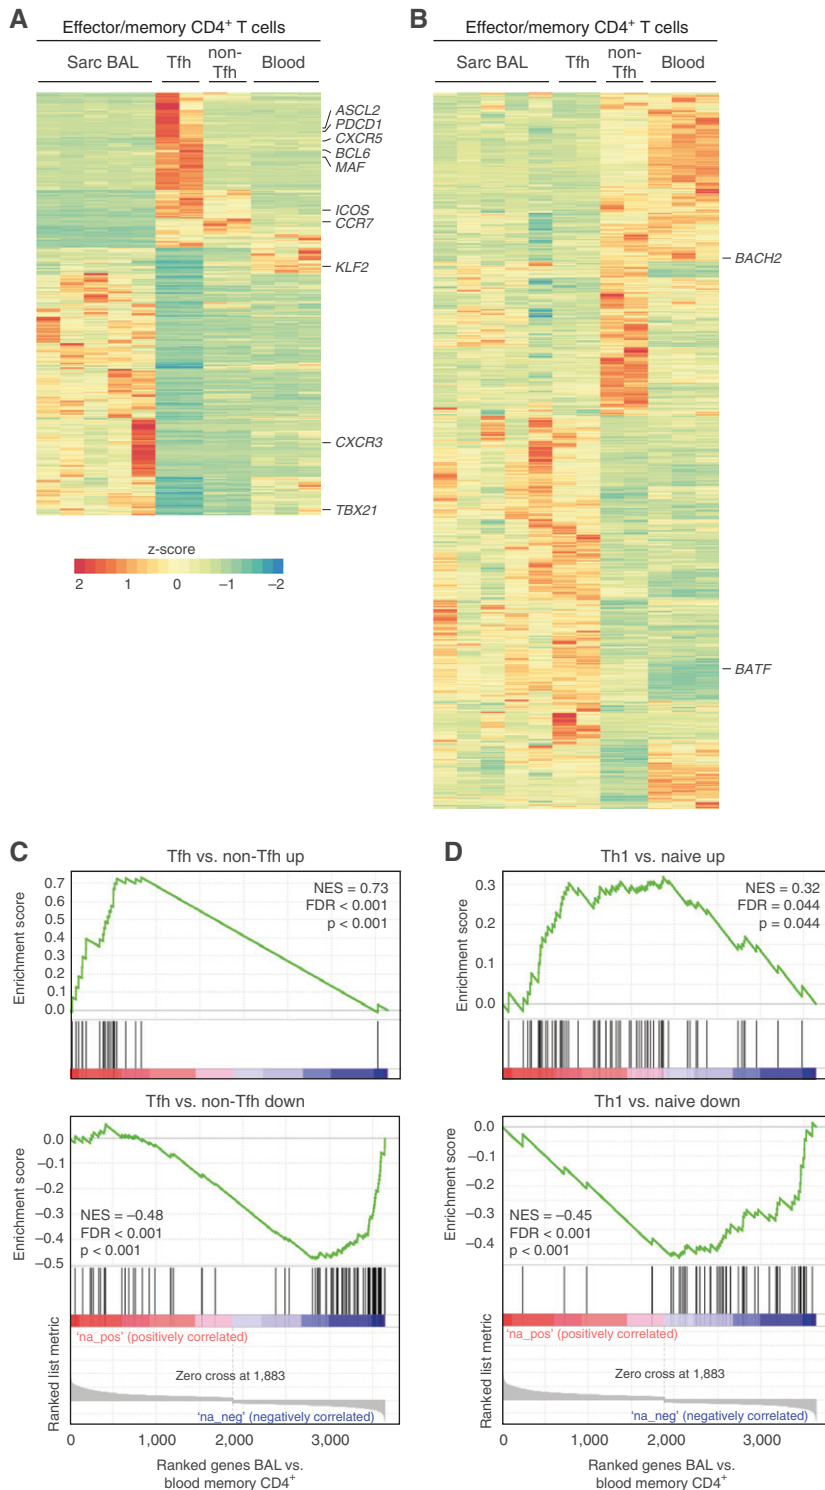 A
Effector/memory CD4+ T cells
Sarc BAL
Tfh
non-
Tfh
Blood
ASCL2
PDCD1
CXCR5
BCL6
MAF
ICOS
CCR7
KLF2
CXCR3
TBX21
z-score
2 1 0 –1 –2
B
Effector/memory CD4+ T cells
Sarc BAL
Tfh
non-
Tfh
Blood
BACH2
BATF
C
Tfh vs. non-Tfh up
Enrichment score
0.7
0.6
0.5
0.4
0.3
0.2
0.1
0.0
NES = 0.73
FDR < 0.001
p < 0.001
Tfh vs. non-Tfh down
Enrichment score
0.0
–0.1
–0.2
–0.3
–0.4
–0.5
NES = –0.48
FDR < 0.001
p < 0.001
Ranked list metric
'na_pos' (positively correlated)
Zero cross at 1,883
'na_neg' (negatively correlated)
0 1,000 2,000 3,000
Ranked genes BAL vs.
blood memory CD4+
D
Th1 vs. naive up
Enrichment score
0.3
0.2
0.1
0.0
NES = 0.32
FDR = 0.044
p = 0.044
Th1 vs. naive down
Enrichment score
0.0
–0.1
–0.2
–0.3
–0.4
NES = –0.45
FDR < 0.001
p < 0.001
Ranked list metric
'na_pos' (positively correlated)
Zero cross at 1,883
'na_neg' (negatively correlated)
0 1,000 2,000 3,000
Ranked genes BAL vs.
blood memory CD4+